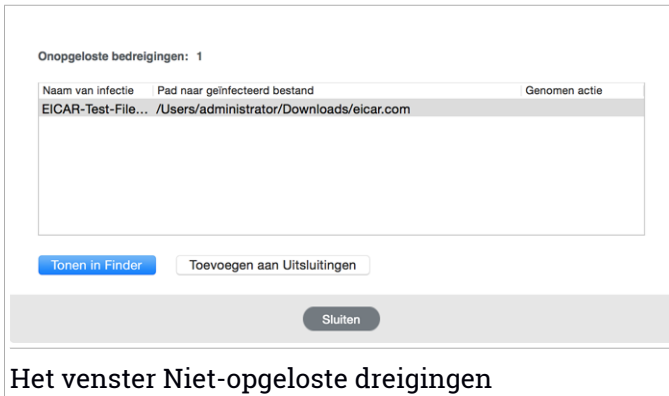 Onopgeloste bedreigingen: 1
Naam van infectie Pad naar geïnfecteerd bestand Genomen actie
EICAR-Test-File... /Users/administrator/Downloads/eicar.com
Tonen in Finder Toevoegen aan Uitsluitingen
Sluiten
Het venster Niet-opgeloste dreigingen